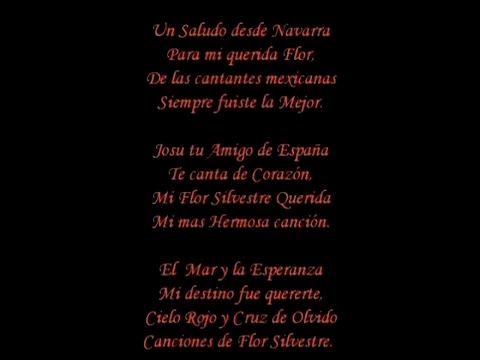 Un Saludo desde Navarra
Para mi querida Flor,
De las cantantes mexicanas
Siempre fuiste la Mejor.
Josu tu Amigo de España
Te canta de Corazón,
Mi Flor Silvestre Querida
Mi mas Hermosa canción.
El Mar y la Esperanza
Mi destino fue quererte,
Cielo Rojo y Cruz de Olvido
Canciones de Flor Silvestre.